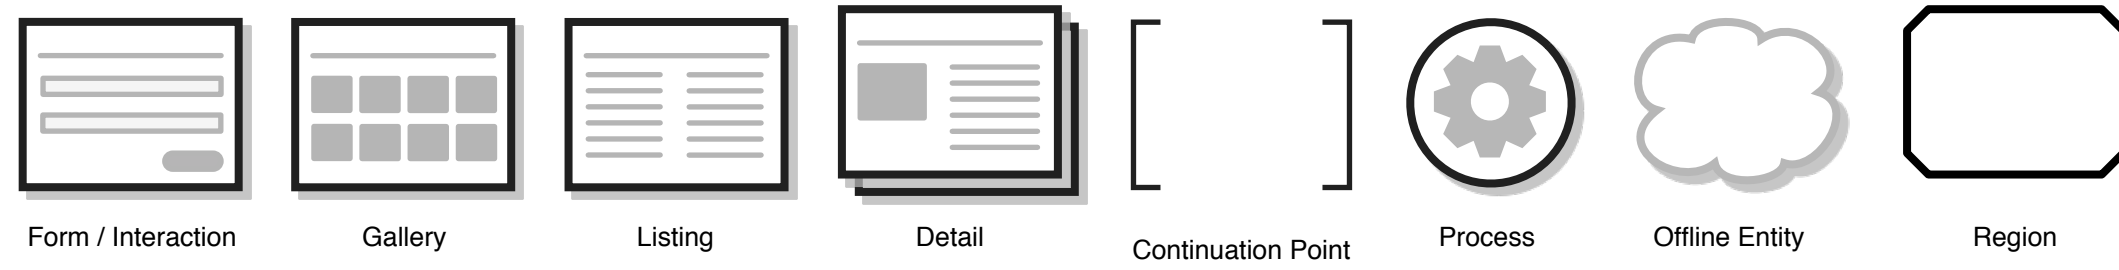 Form / Interaction
Gallery
Listing
Detail
Continuation Point
Process
Offline Entity
Region